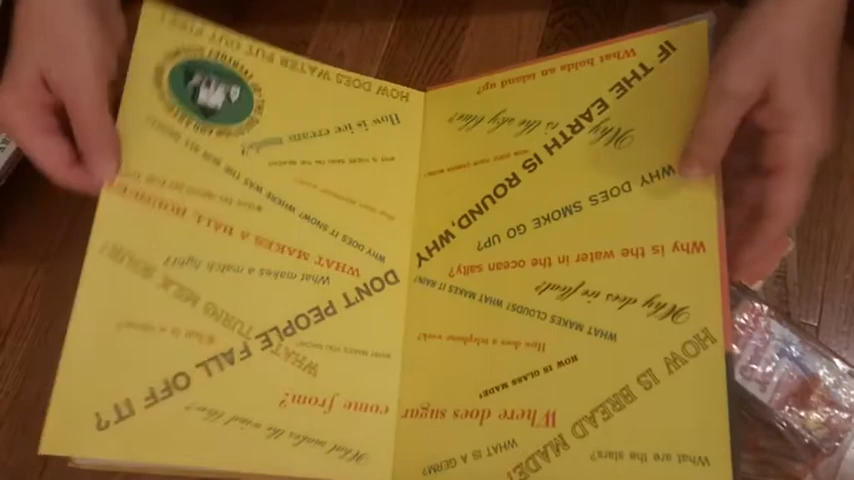 What are the stars?
WHAT IS A GERM?
HOW IS BREAD MADE?
Where does sugar come from?
What makes the wind blow?
HOW IS GLASS MADE?
How does a telephone work?
WHAT MAKES CLOUDS? WHAT MAKES IT RAIN?
Why does ice float?
Why is the water in the ocean salty?
WHY DOES SMOKE GO UP?
IF THE EARTH IS ROUND, WHY DON'T PEOPLE FALL OFF IT?
Why is the sky blue?
What holds an island up?
What makes a match light?
WHAT MAKES A BALL BOUNCE?
WHY DOES IT SNOW? WHERE WAS THE
How is ice cream made?
HOW DOES WATER PUT OUT FIRE?